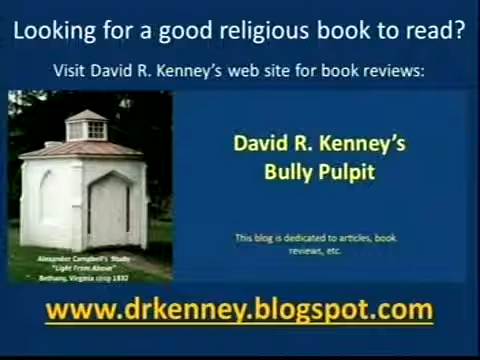 Looking for a good religious book to read?
Visit David R. Kenney's web site for book reviews:
David R. Kenney's
Bully Pulpit
This blog is dedicated to articles, book
reviews, etc.
Alexander Campbell's Study
"Light From Above"
Bethany, Virginia circa 1832
www.drkenney.blogspot.com